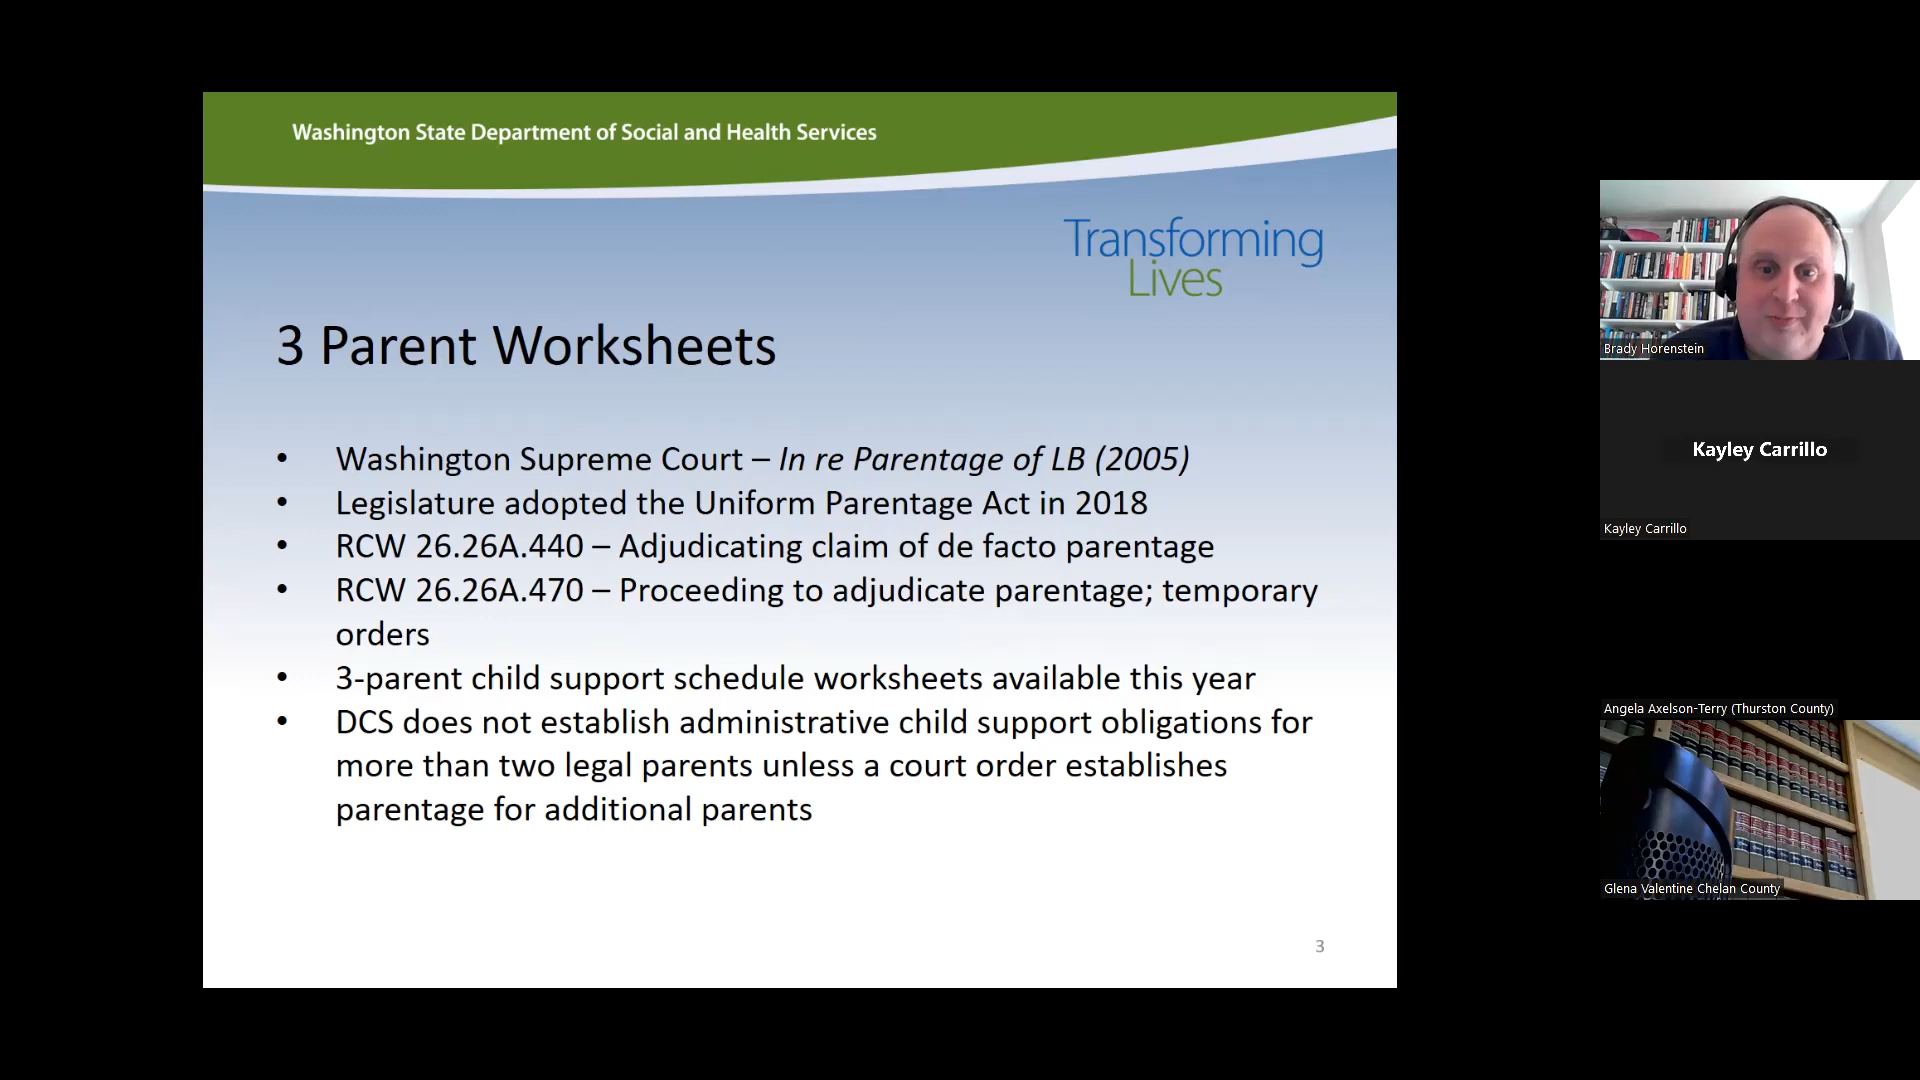 Washington State Department of Social and Health Services
Transforming
Lives
3 Parent Worksheets
• Washington Supreme Court – In re Parentage of LB (2005)
• Legislature adopted the Uniform Parentage Act in 2018
• RCW 26.26A.440 – Adjudicating claim of de facto parentage
• RCW 26.26A.470 – Proceeding to adjudicate parentage; temporary
orders
• 3-parent child support schedule worksheets available this year
• DCS does not establish administrative child support obligations for
more than two legal parents unless a court order establishes
parentage for additional parents
3
Brady Horenstein
Kayley Carrillo
Kayley Carrillo
Angela Axelson-Terry (Thurston County)
Glena Valentine Chelan County